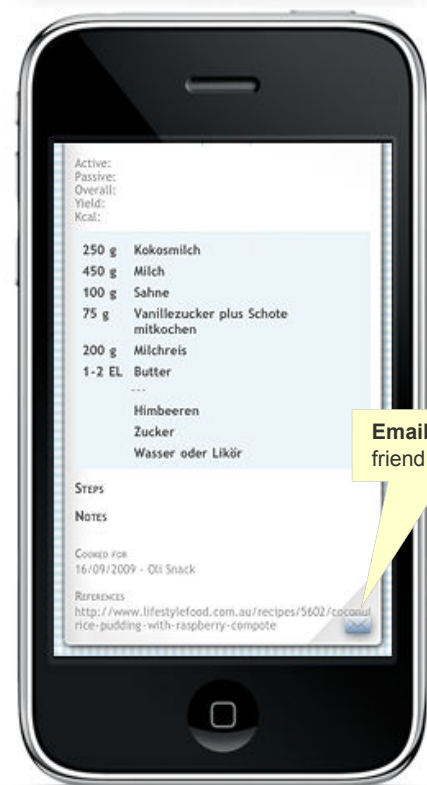 Active:
Passive:
Overall:
Yield:
Kcal:
250 g Kokosmilch
450 g Milch
100 g Sahne
75 g Vanillezucker plus Schote
mitkochen
200 g Milchreis
1-2 EL Butter
---
Himbeeren
Zucker
Wasser oder Likör
Email
friend
STEPS
NOTES
COOKED FOR
16/09/2009 - Oli Snack
REFERENCES
http://www.lifestylefood.com.au/recipes/5602/coconut
rice-pudding-with-raspberry-compote